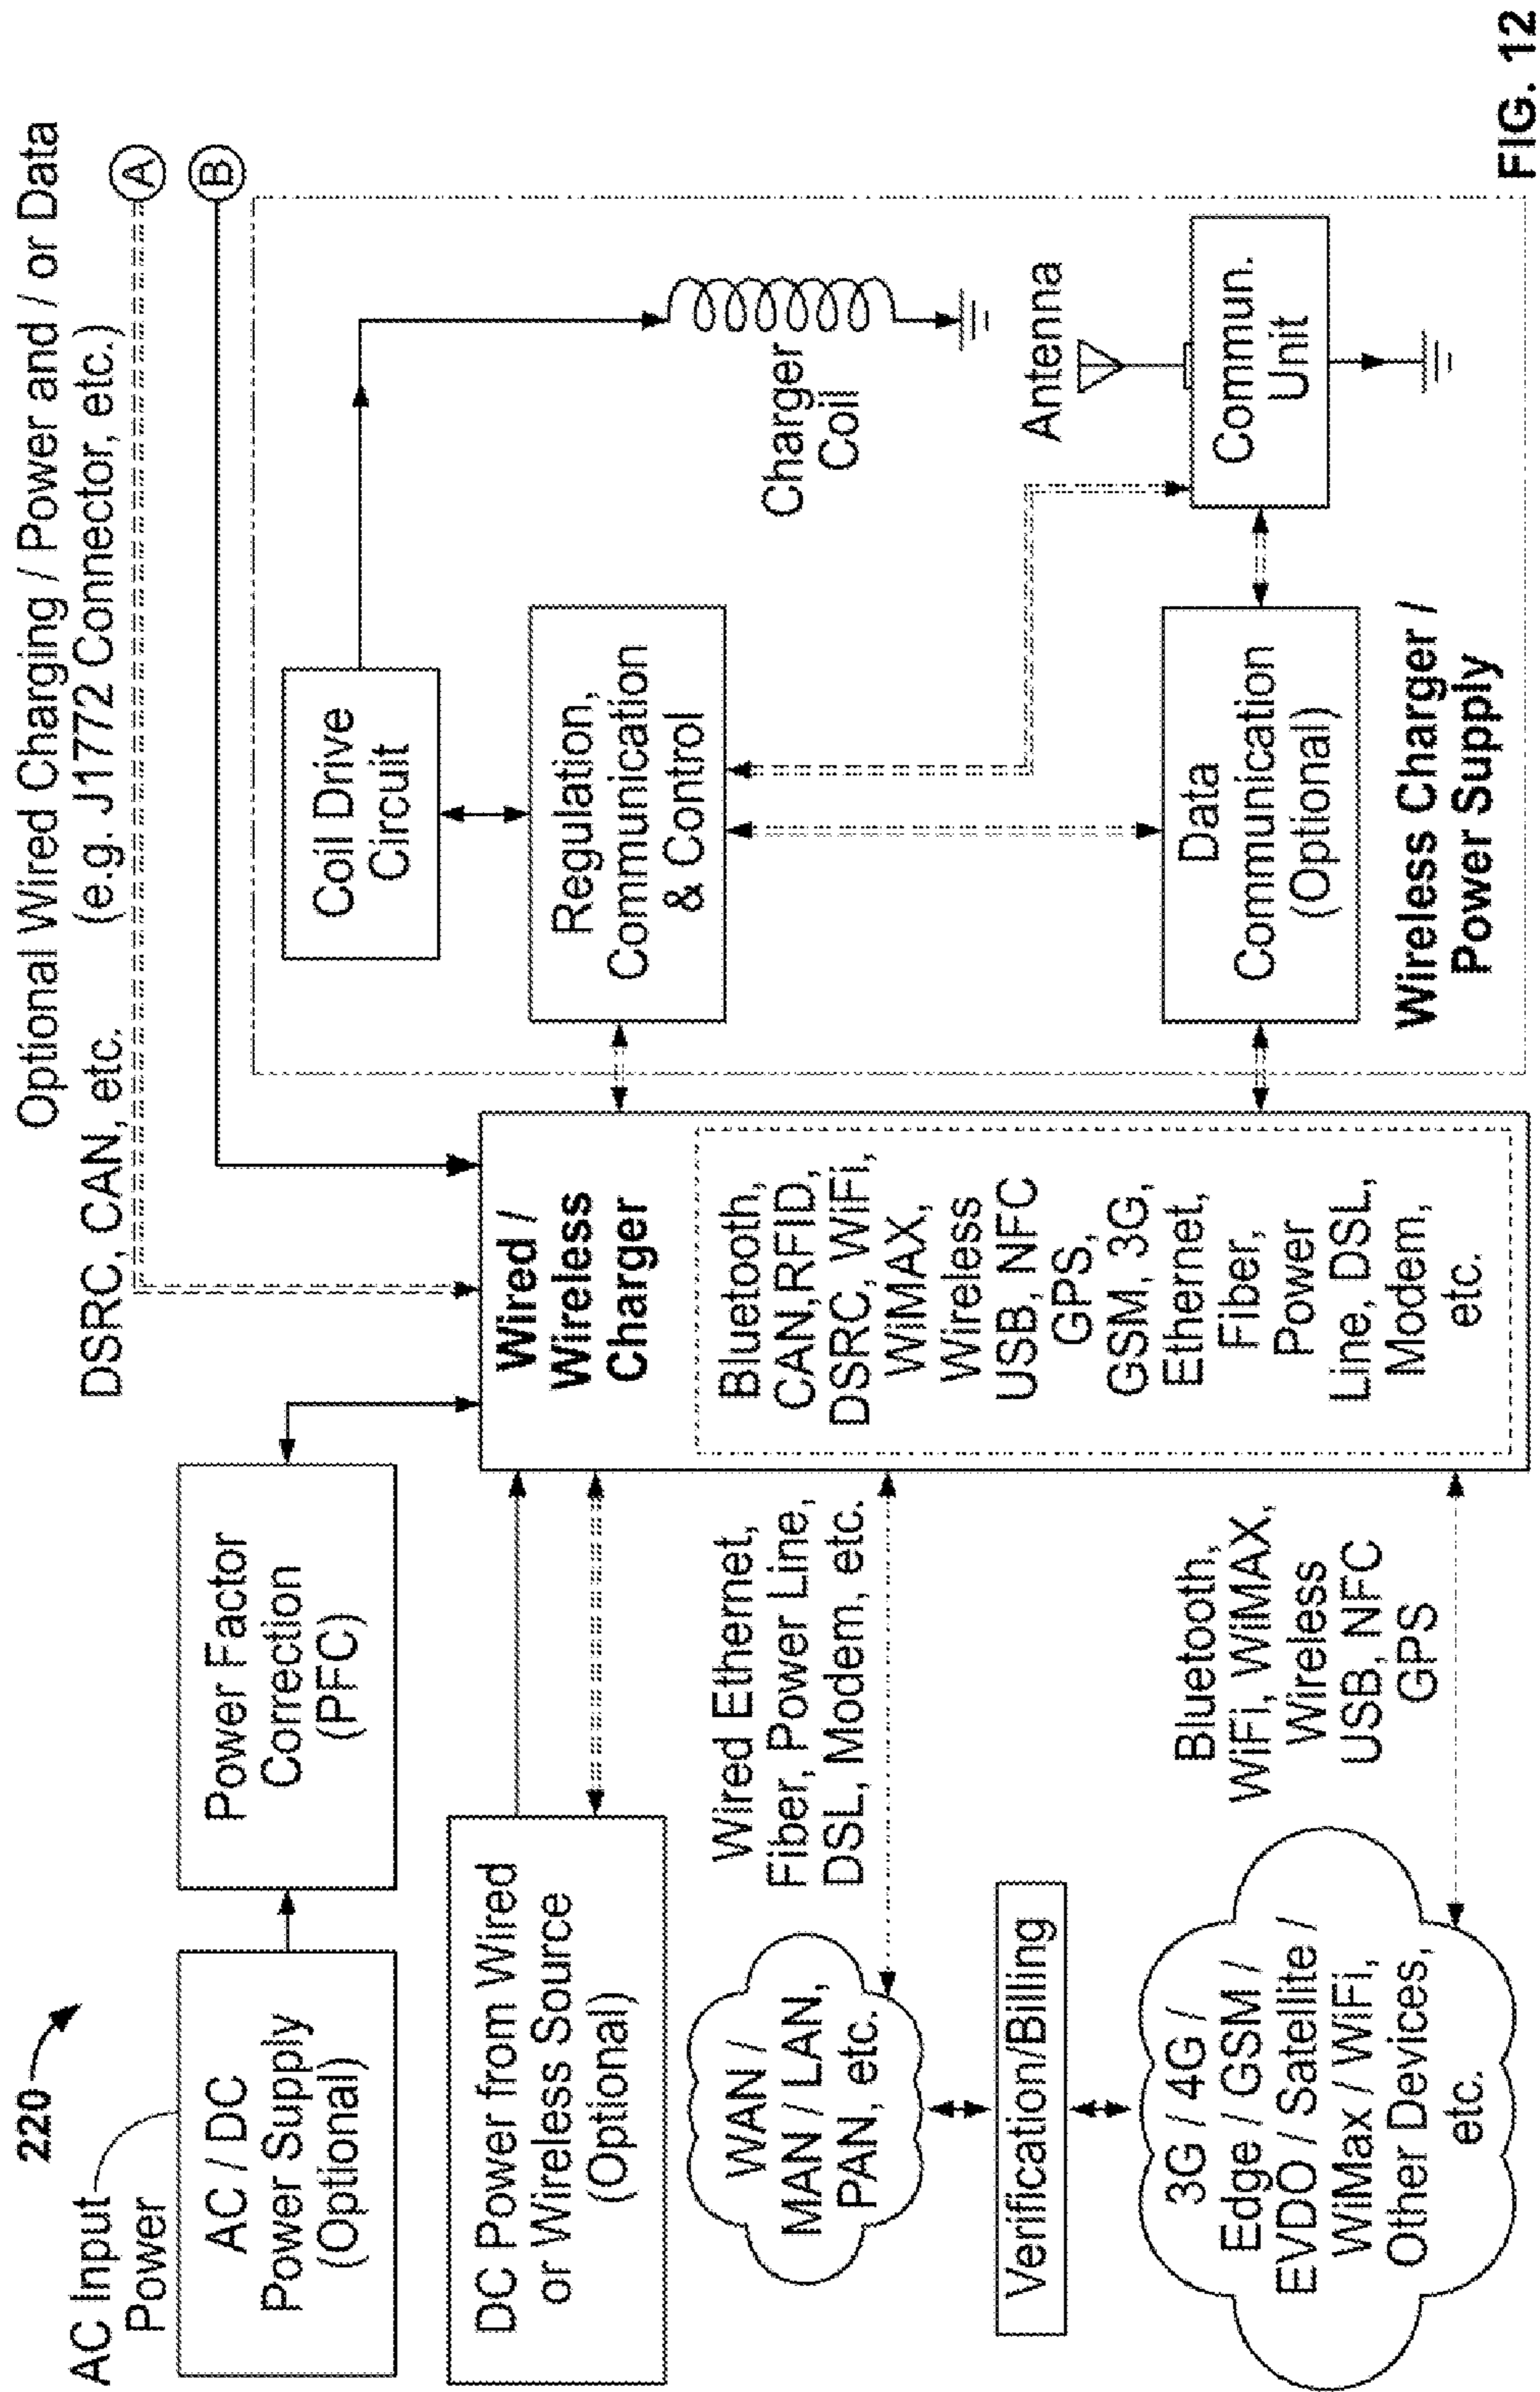 220
AC Input
Power
AC / DC
Power Supply
(Optional)
Power Factor
Correction
(PFC)
Optional Wired Charging / Power and / or Data
DSRC, CAN, etc.
(e.g. J1772 Connector, etc.)
A
B
DC Power from Wired
or Wireless Source
(Optional)
Wired /
Wireless
Charger
Bluetooth,
CAN,RFID,
DSRC, WiFi,
WiMAX,
Wireless
USB, NFC
GPS,
GSM, 3G,
Ethernet,
Fiber,
Power
Line, DSL,
Modem,
etc.
Wired Ethernet,
Fiber, Power Line,
DSL, Modem, etc.
WAN /
MAN / LAN,
PAN, etc.
Verification/Billing
3G / 4G /
Edge / GSM /
EVDO / Satellite /
WiMax / WiFi,
Other Devices,
etc.
Bluetooth,
WiFi, WiMAX,
Wireless
USB, NFC
GPS
Coil Drive
Circuit
Regulation,
Communication
& Control
Charger
Coil
Antenna
Commun.
Unit
Data
Communication
(Optional)
Wireless Charger /
Power Supply
FIG. 12